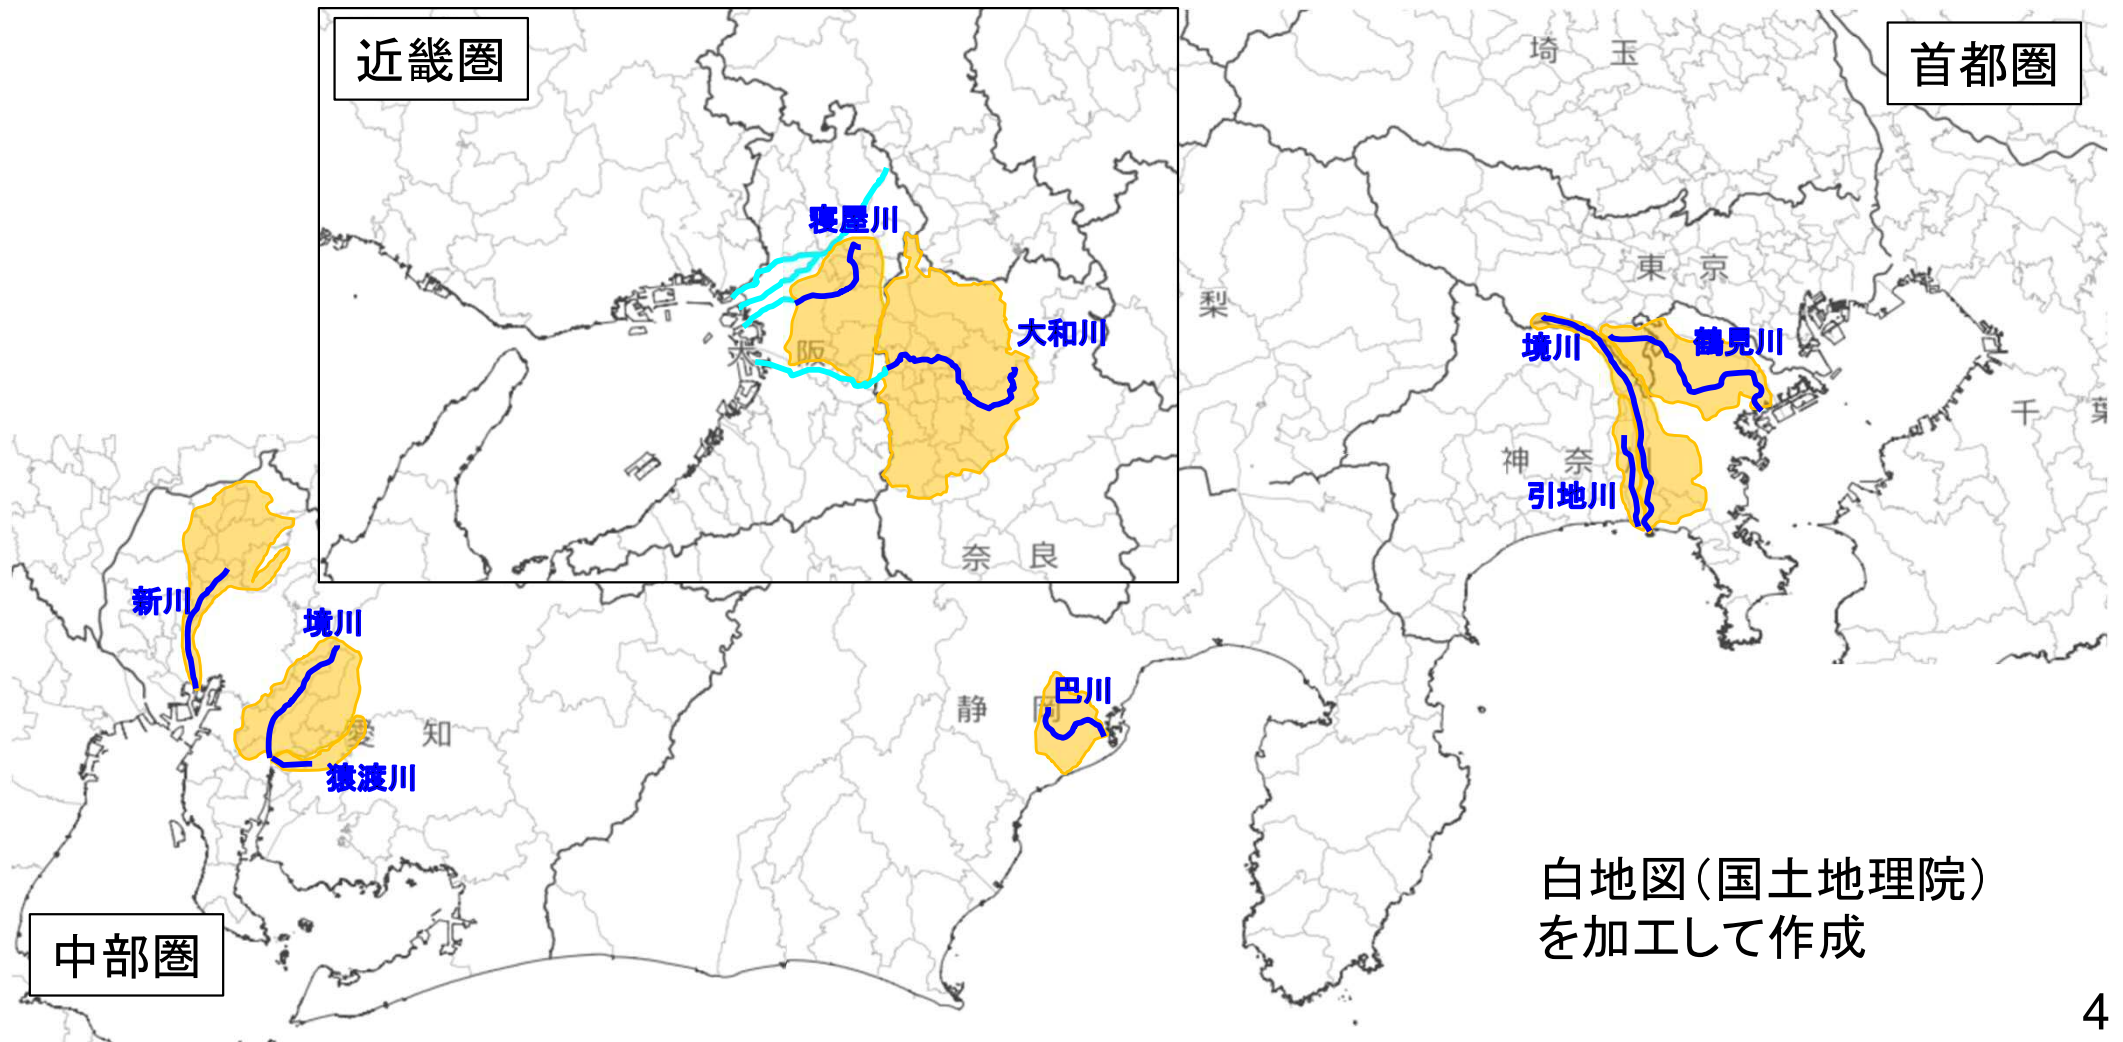 近畿圏
首都圏
埼 玉
寝屋川
東 京
梨
大和川
境川
鶴見川
大 阪
千 葉
神 奈
引地川
奈 良
新川
境川
巴川
静 岡
愛 知
猿渡川
白地図(国土地理院)
を加工して作成
中部圏
4